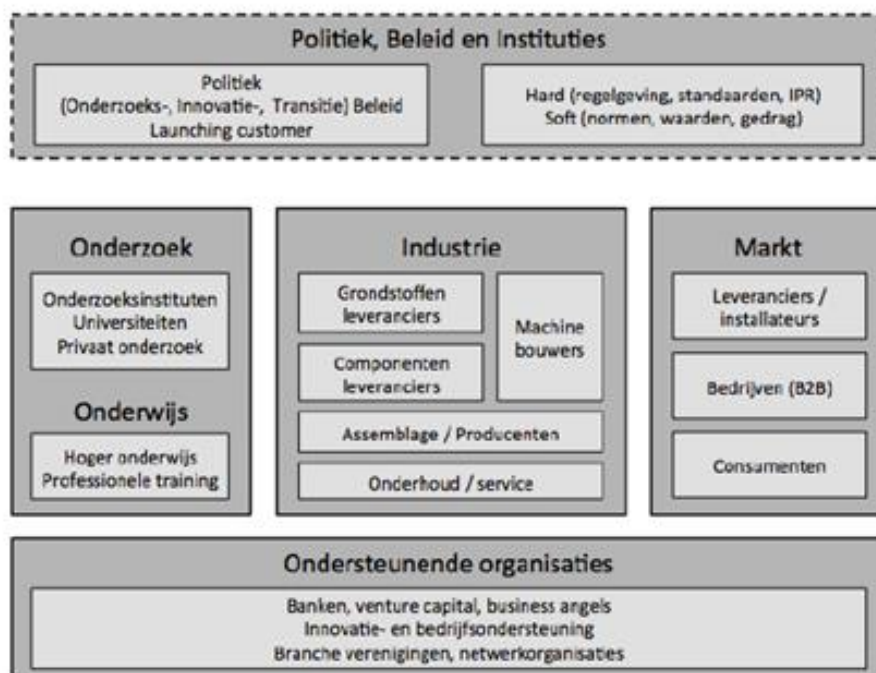 Politiek, Beleid en Instituties
Politiek
(Onderzoeks-, Innovatie-, Transitie) Beleid
Launching customer
Hard (regelgeving, standaarden, IPR)
Soft (normen, waarden, gedrag)
Onderzoek
Onderzoeksinstituten
Universiteiten
Privaat onderzoek
Onderwijs
Hoger onderwijs
Professionele training
Industrie
Grondstoffen
leveranciers
Componenten
leveranciers
Machine
bouwers
Assemblage / Producenten
Onderhoud / service
Markt
Leveranciers /
installateurs
Bedrijven (B2B)
Consumenten
Ondersteunende organisaties
Banken, venture capital, business angels
Innovatie- en bedrijfsondersteuning
Branche verenigingen, netwerkorganisaties